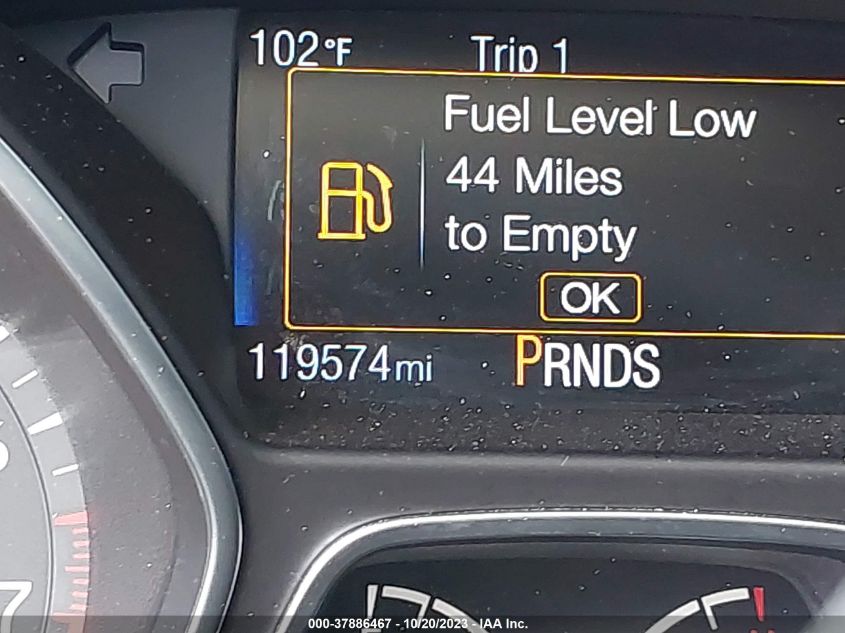 102°F Trip 1
Fuel Level Low
44 Miles
to Empty
OK
119574mi PRNDS
7
000-37886467 - 10/20/2023 - IAA Inc.